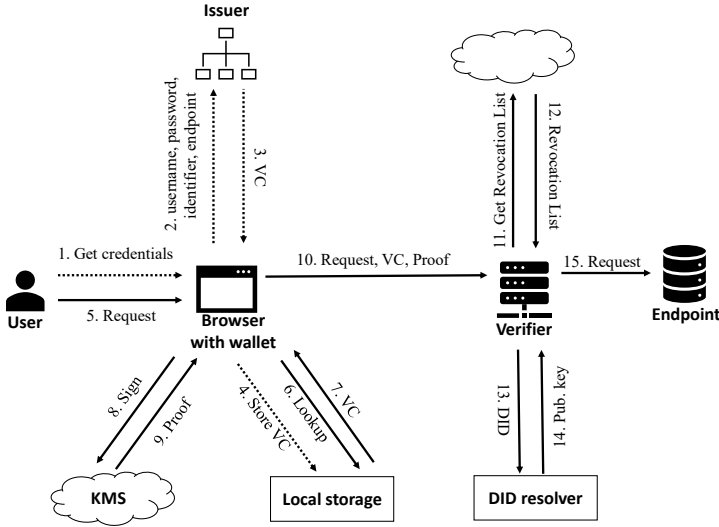 Issuer
2. username, password,
identifier, endpoint
3. VC
11. Get Revocation List
12. Revocation List
1. Get credentials
10. Request, VC, Proof
15. Request
User
5. Request
Browser
with wallet
Verifier
Endpoint
8. Sign
9. Proof
4. Store VC
6. Lookup
7. VC
13. DID
14. Pub. key
KMS
Local storage
DID resolver